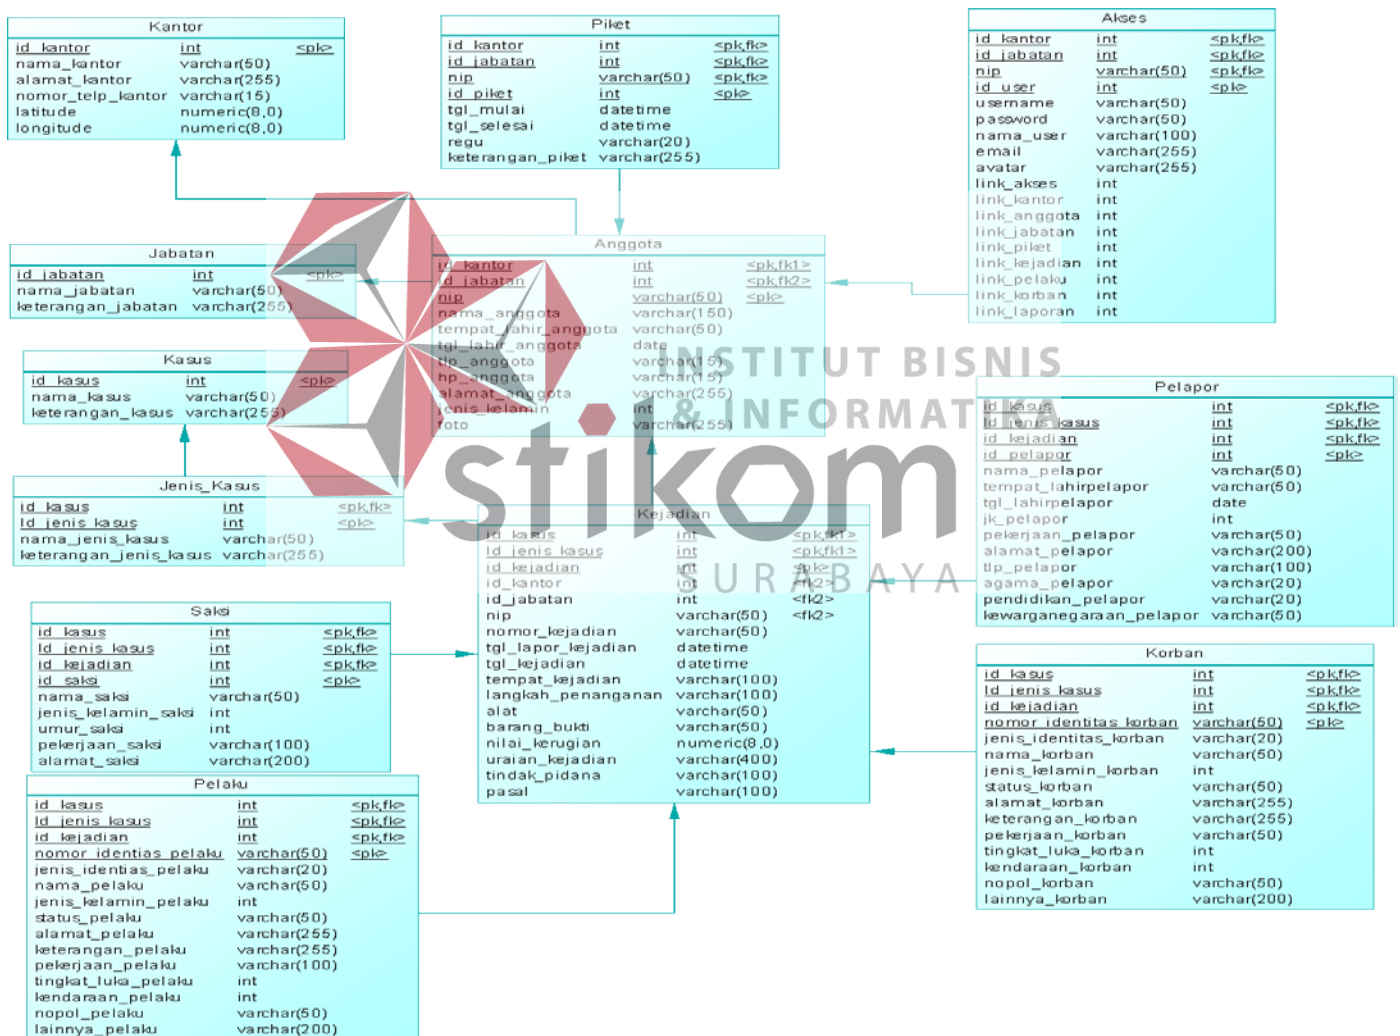 Kantor
id_kantor int <pk>
nama_kantor varchar(50)
alamat_kantor varchar(255)
nomor_telp_kantor varchar(15)
latitude numeric(8,0)
longitude numeric(8,0)
Piket
id_kantor int <pk,fk>
id_jabatan int <pk,fk>
nip varchar(50) <pk,fk>
id_piket int <pk>
tgl_mulai datetime
tgl_selesai datetime
regu varchar(20)
keterangan_piket varchar(255)
Akses
id_kantor int <pk,fk>
id_jabatan int <pk,fk>
nip varchar(50) <pk,fk>
id_user int <pk>
username varchar(50)
password varchar(50)
nama_user varchar(100)
email varchar(255)
avatar varchar(255)
link_akses int
link_kantor int
link_anggota int
link_jabatan int
link_piket int
link_kejadian int
link_pelaku int
link_korban int
link_laporan int
Jabatan
id_jabatan int <pk>
nama_jabatan varchar(50)
keterangan_jabatan varchar(255)
Anggota
id_kantor int <pk,fk1>
id_jabatan int <pk,fk2>
nip varchar(50) <pk>
nama_anggota varchar(150)
tempat_lahir_anggota varchar(50)
tgl_lahir_anggota date
tlp_anggota varchar(15)
hp_anggota varchar(15)
alamat_anggota varchar(255)
jenis_kelamin int
foto varchar(255)
Kasus
id_kasus int <pk>
nama_kasus varchar(50)
keterangan_kasus varchar(255)
INSTITUT BISNIS
& INFORMATIKA
stikom
SURABAYA
Jenis_Kasus
id_kasus int <pk,fk>
Id_jenis_kasus int <pk>
nama_jenis_kasus varchar(50)
keterangan_jenis_kasus varchar(255)
Kejadian
id_kasus int <pk,fk1>
Id_jenis_kasus int <pk,fk1>
id_kejadian int <pk>
id_kantor int <fk2>
id_jabatan int <fk2>
nip varchar(50) <fk2>
nomor_kejadian varchar(50)
tgl_lapor_kejadian datetime
tgl_kejadian datetime
tempat_kejadian varchar(100)
langkah_penanganan varchar(100)
alat varchar(50)
barang_bukti varchar(50)
nilai_kerugian numeric(8,0)
uraian_kejadian varchar(400)
tindak_pidana varchar(100)
pasal varchar(100)
Pelapor
id_kasus int <pk,fk>
Id_jenis_kasus int <pk,fk>
id_kejadian int <pk,fk>
id_pelapor int <pk>
nama_pelapor varchar(50)
tempat_lahirpelapor varchar(50)
tgl_lahirpelapor date
jk_pelapor int
pekerjaan_pelapor varchar(50)
alamat_pelapor varchar(200)
tlp_pelapor varchar(100)
agama_pelapor varchar(20)
pendidikan_pelapor varchar(20)
kewarganegaraan_pelapor varchar(50)
Saksi
id_kasus int <pk,fk>
Id_jenis_kasus int <pk,fk>
id_kejadian int <pk,fk>
id_saksi int <pk>
nama_saksi varchar(50)
jenis_kelamin_saksi int
umur_saksi int
pekerjaan_saksi varchar(100)
alamat_saksi varchar(200)
Korban
id_kasus int <pk,fk>
Id_jenis_kasus int <pk,fk>
id_kejadian int <pk,fk>
nomor_identitas_korban varchar(50) <pk>
jenis_identitas_korban varchar(20)
nama_korban varchar(50)
jenis_kelamin_korban int
status_korban varchar(50)
alamat_korban varchar(255)
keterangan_korban varchar(255)
pekerjaan_korban varchar(50)
tingkat_luka_korban int
kendaraan_korban int
nopol_korban varchar(50)
lainnya_korban varchar(200)
Pelaku
id_kasus int <pk,fk>
Id_jenis_kasus int <pk,fk>
id_kejadian int <pk,fk>
nomor_identias_pelaku varchar(50) <pk>
jenis_identias_pelaku varchar(20)
nama_pelaku varchar(50)
jenis_kelamin_pelaku int
status_pelaku varchar(50)
alamat_pelaku varchar(255)
keterangan_pelaku varchar(255)
pekerjaan_pelaku varchar(100)
tingkat_luka_pelaku int
kendaraan_pelaku int
nopol_pelaku varchar(50)
lainnya_pelaku varchar(200)